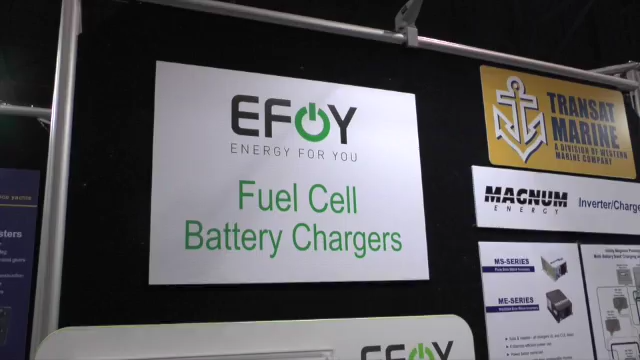 EFOY
ENERGY FOR YOU
Fuel Cell
Battery Chargers
TRANSAT
MARINE
A DIVISION OF WESTERN
MARINE COMPANY
MAGNUM
ENERGY
Inverter/Charge
MS-SERIES
ME-SERIES
EFOY